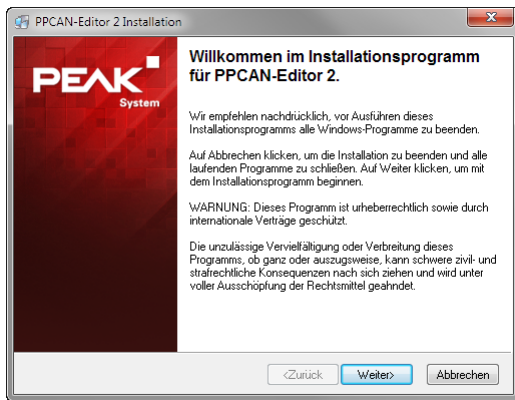 PPCAN-Editor 2 Installation
PEAK
System
Willkommen im Installationsprogramm
für PPCAN-Editor 2.
Wir empfehlen nachdrücklich, vor Ausführen dieses
Installationsprogramms alle Windows-Programme zu beenden.
Auf Abbrechen klicken, um die Installation zu beenden und alle
laufenden Programme zu schließen. Auf Weiter klicken, um mit
dem Installationsprogramm beginnen.
WARNUNG: Dieses Programm ist urheberrechtlich sowie durch
internationale Verträge geschützt.
Die unzulässige Vervielfältigung oder Verbreitung dieses
Programms, ob ganz oder auszugsweise, kann schwere zivil- und
strafrechtliche Konsequenzen nach sich ziehen und wird unter
voller Ausschöpfung der Rechtsmittel geahndet.
<Zurück Weiter> Abbrechen